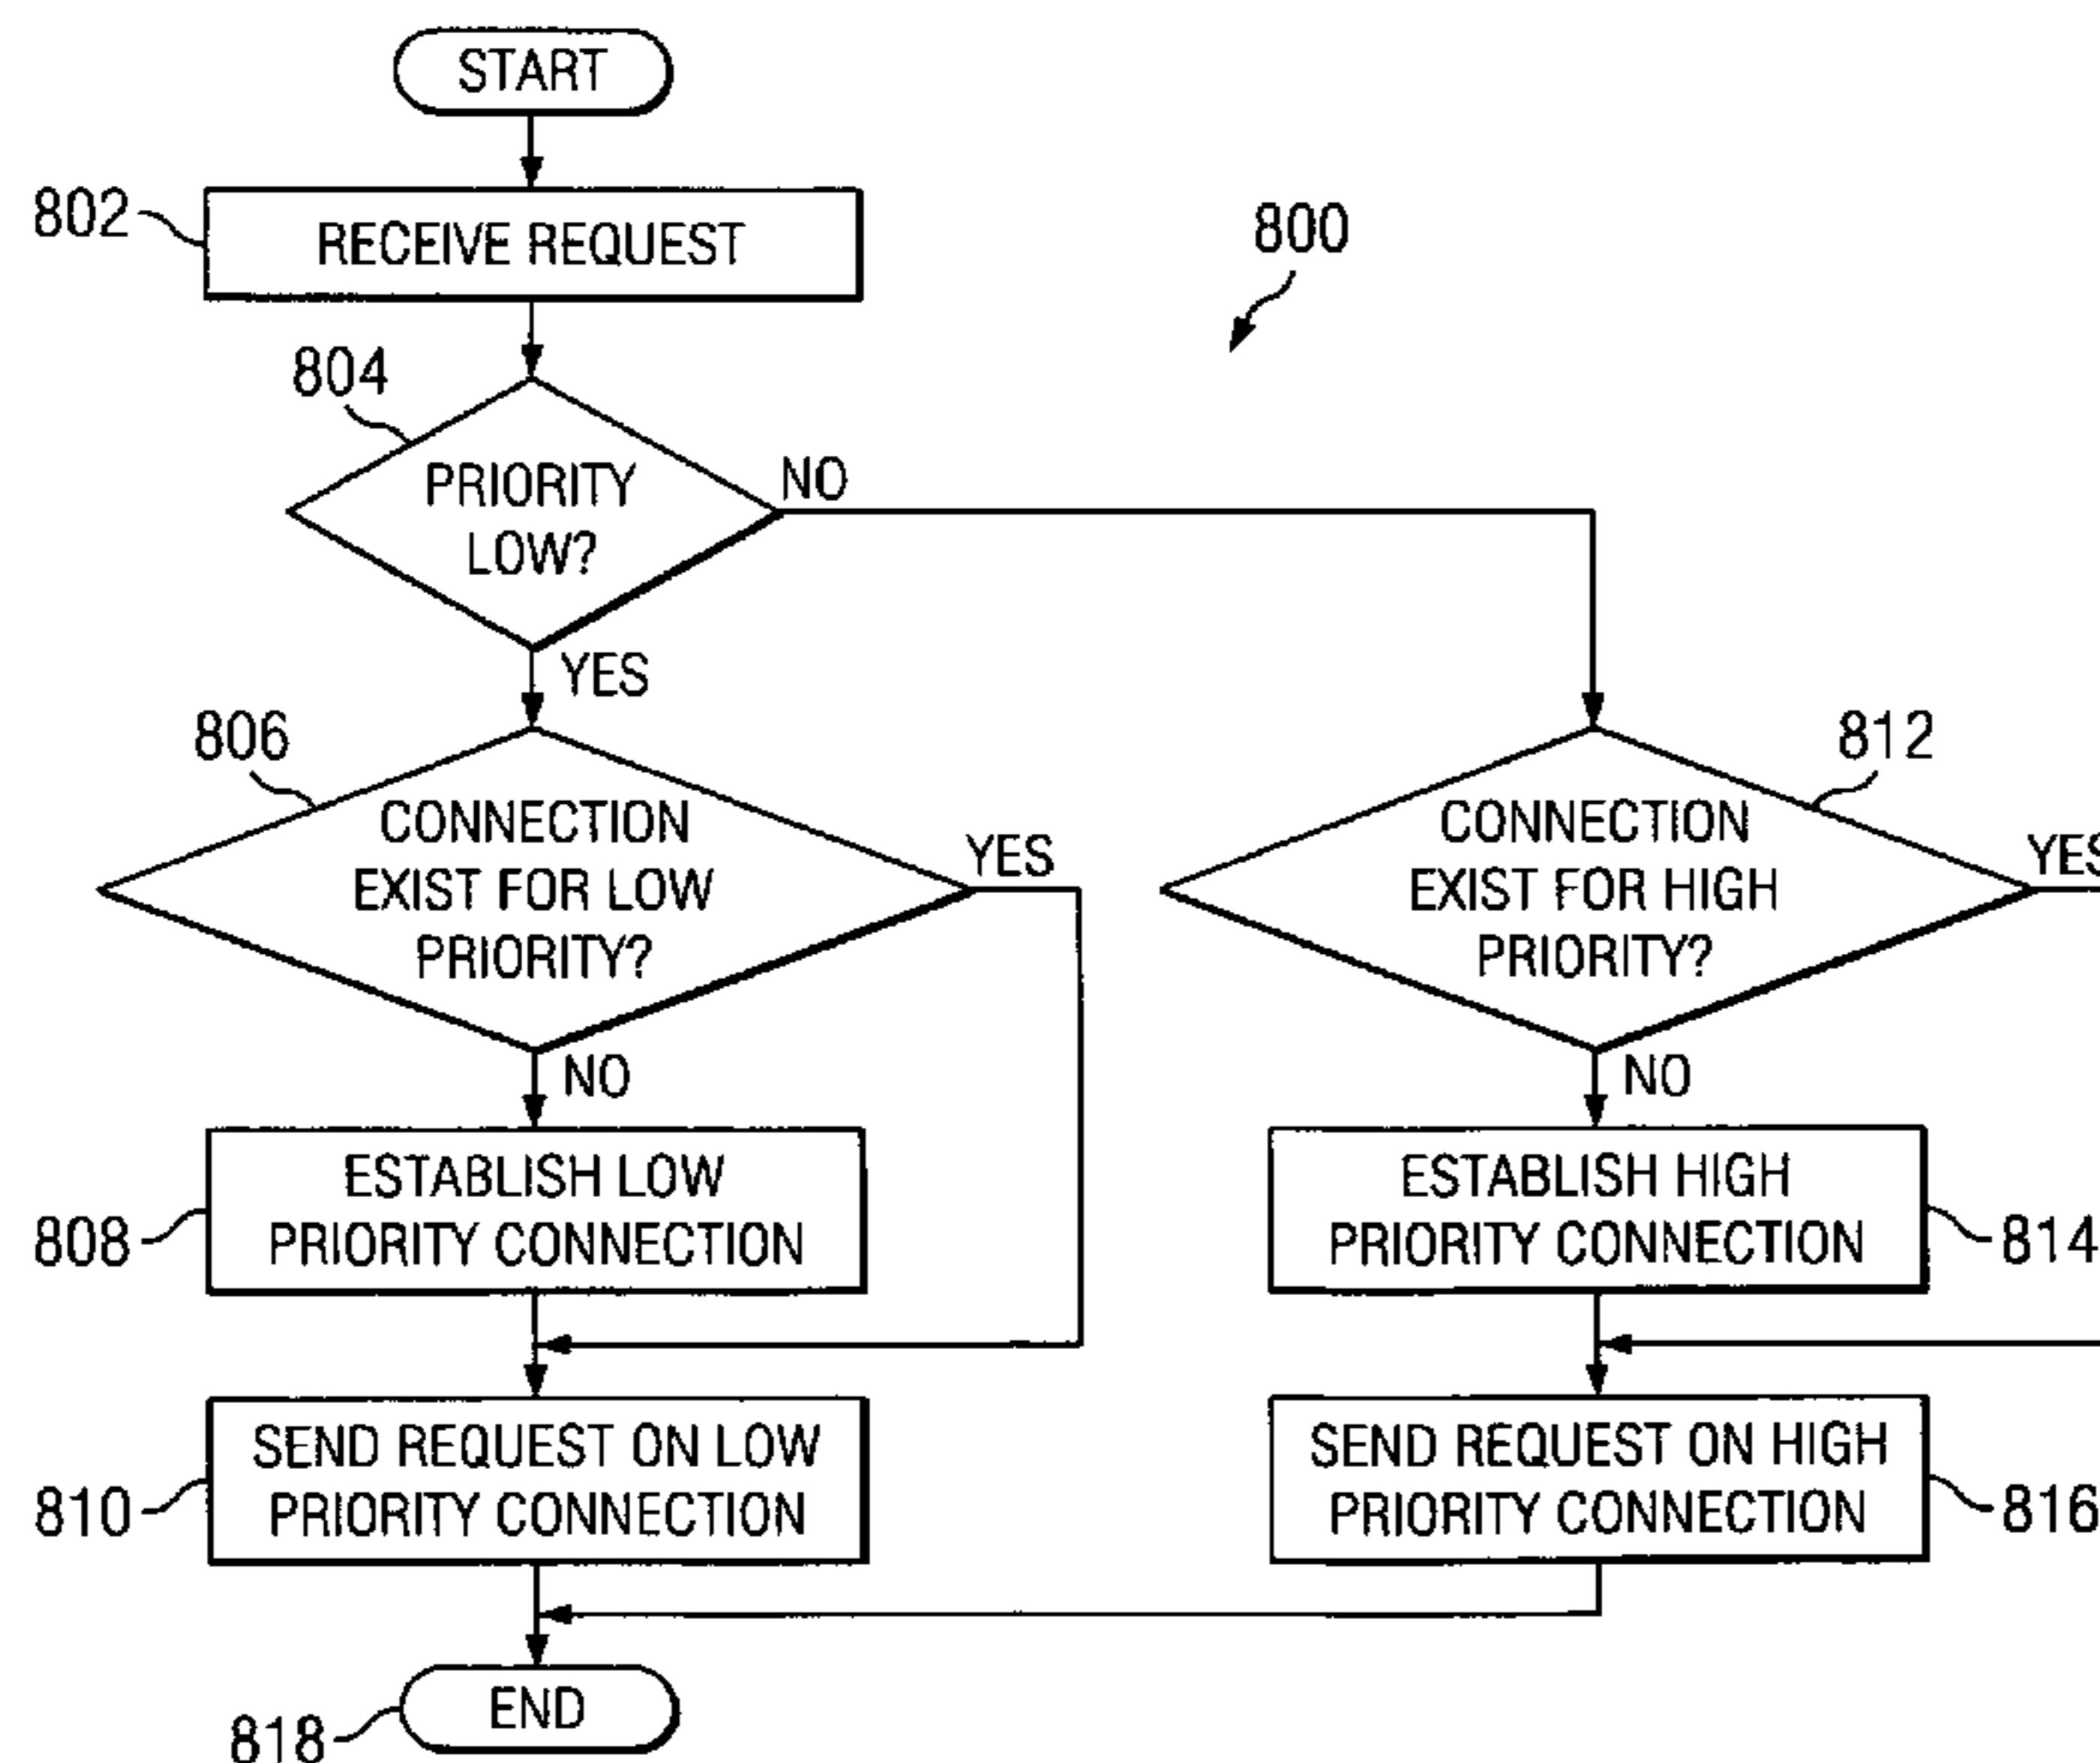 START
802
RECEIVE REQUEST
800
804
PRIORITY
LOW?
NO
YES
806
CONNECTION
EXIST FOR LOW
PRIORITY?
YES
NO
812
CONNECTION
EXIST FOR HIGH
PRIORITY?
YES
NO
808
ESTABLISH LOW
PRIORITY CONNECTION
ESTABLISH HIGH
PRIORITY CONNECTION
814
810
SEND REQUEST ON LOW
PRIORITY CONNECTION
SEND REQUEST ON HIGH
PRIORITY CONNECTION
816
END
818